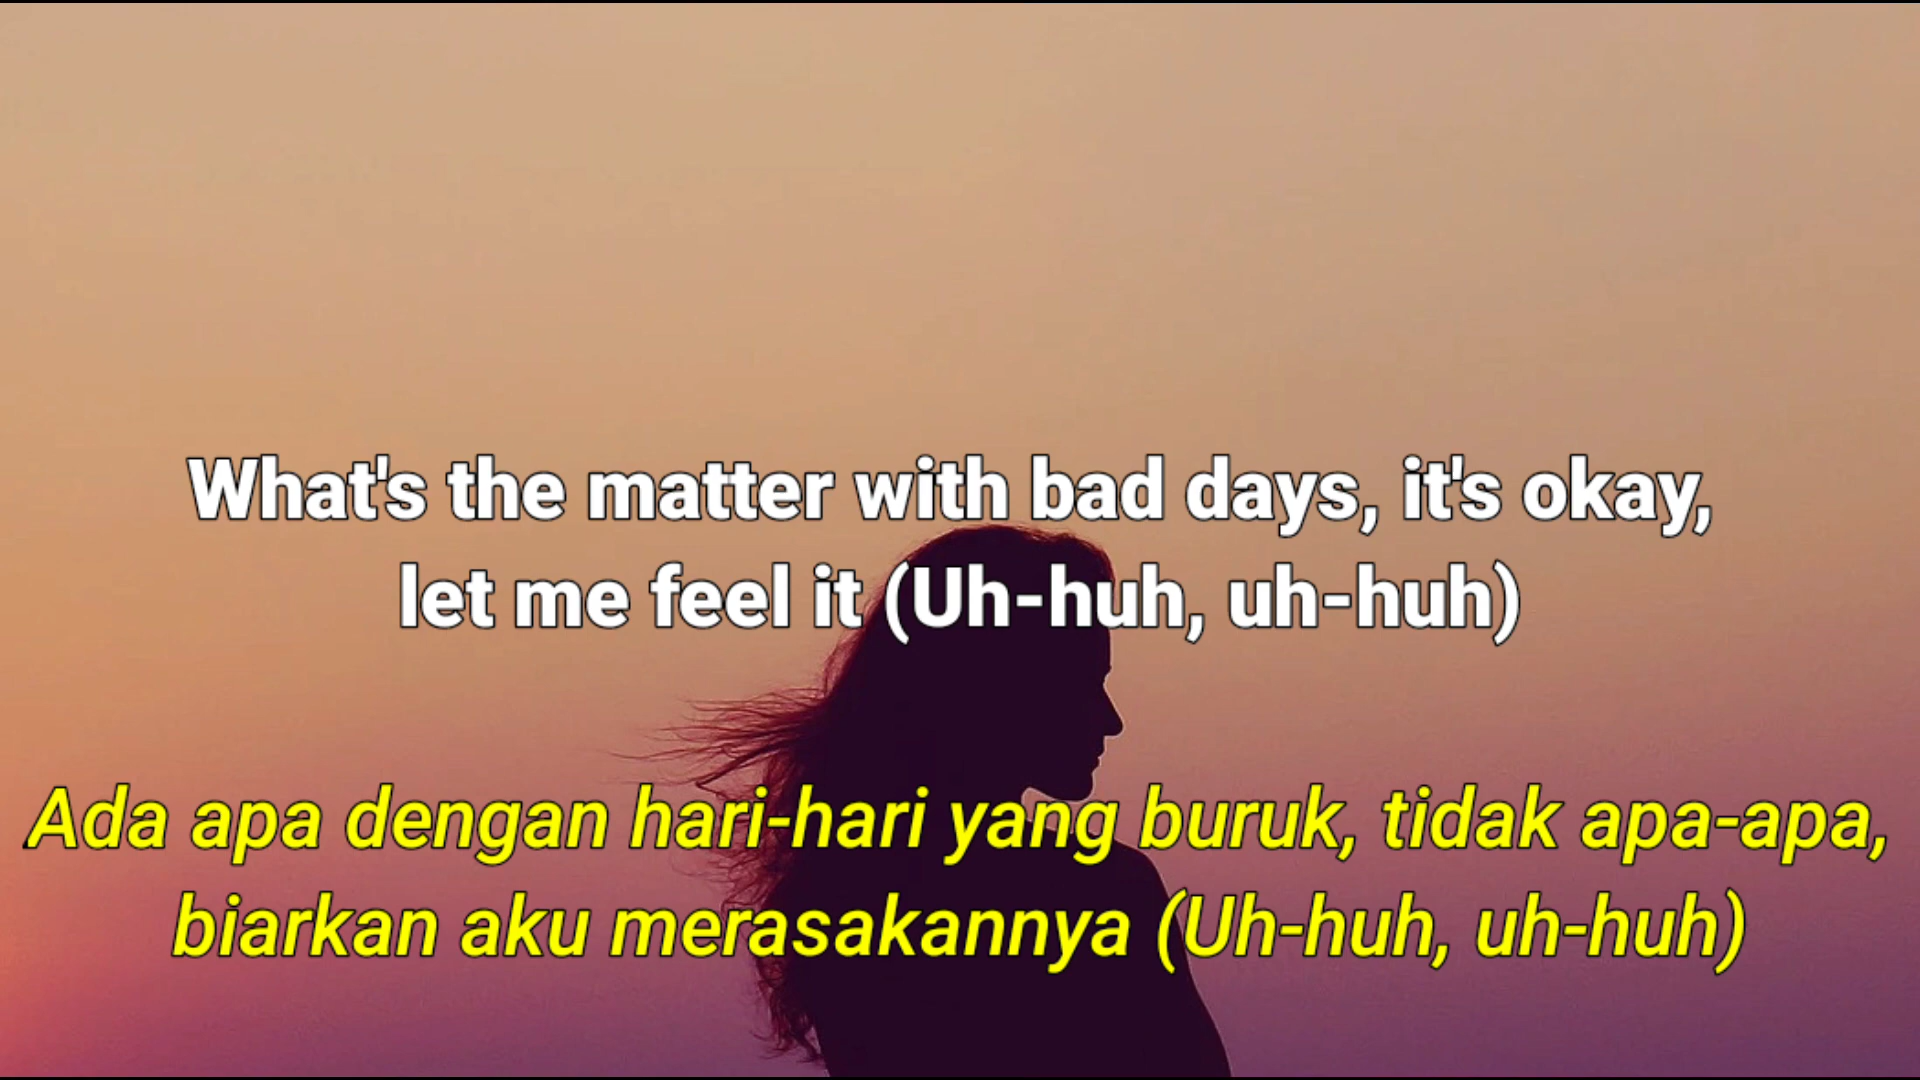 What's the matter with bad days, it's okay,
let me feel it (Uh-huh, uh-huh)
Ada apa dengan hari-hari yang buruk, tidak apa-apa,
biarkan aku merasakannya (Uh-huh, uh-huh)